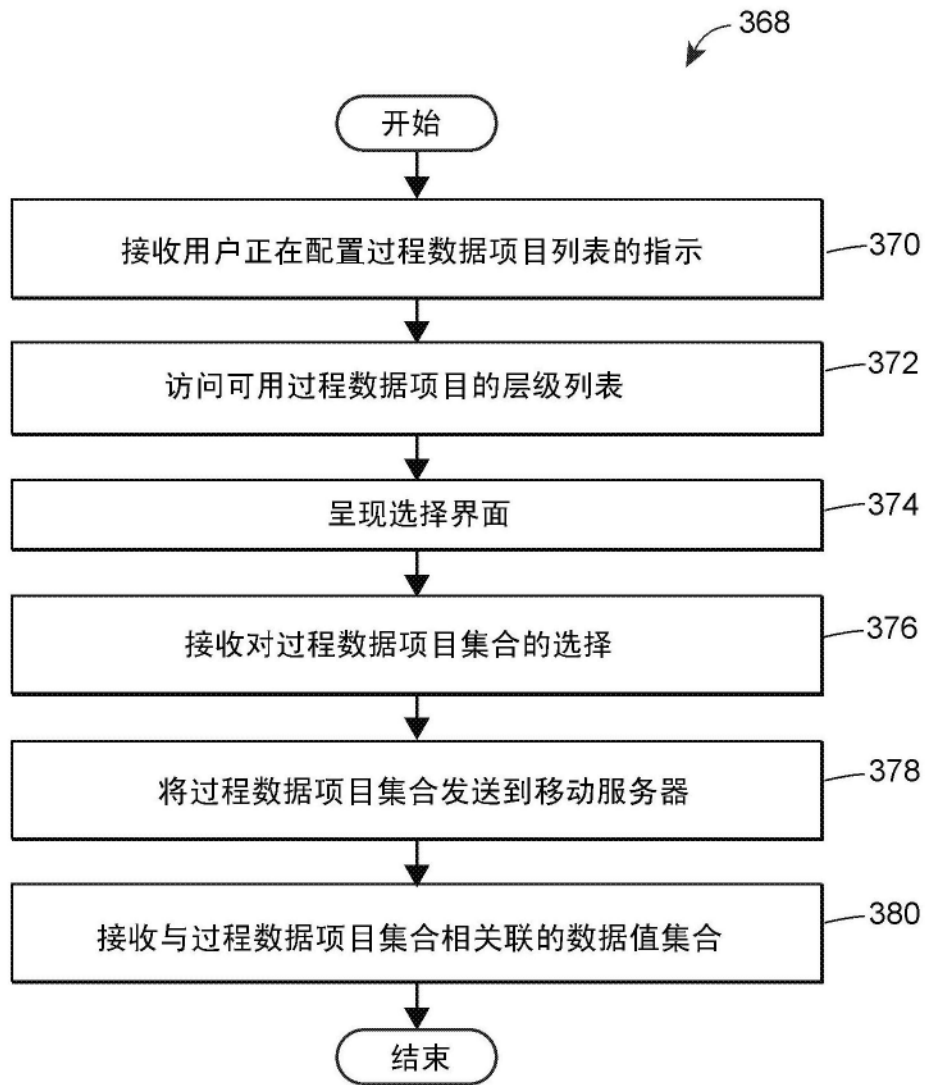 368
开始
接收用户正在配置过程数据项目列表的指示
370
访问可用过程数据项目的层级列表
372
呈现选择界面
374
接收对过程数据项目集合的选择
376
将过程数据项目集合发送到移动服务器
378
接收与过程数据项目集合相关联的数据值集合
380
结束